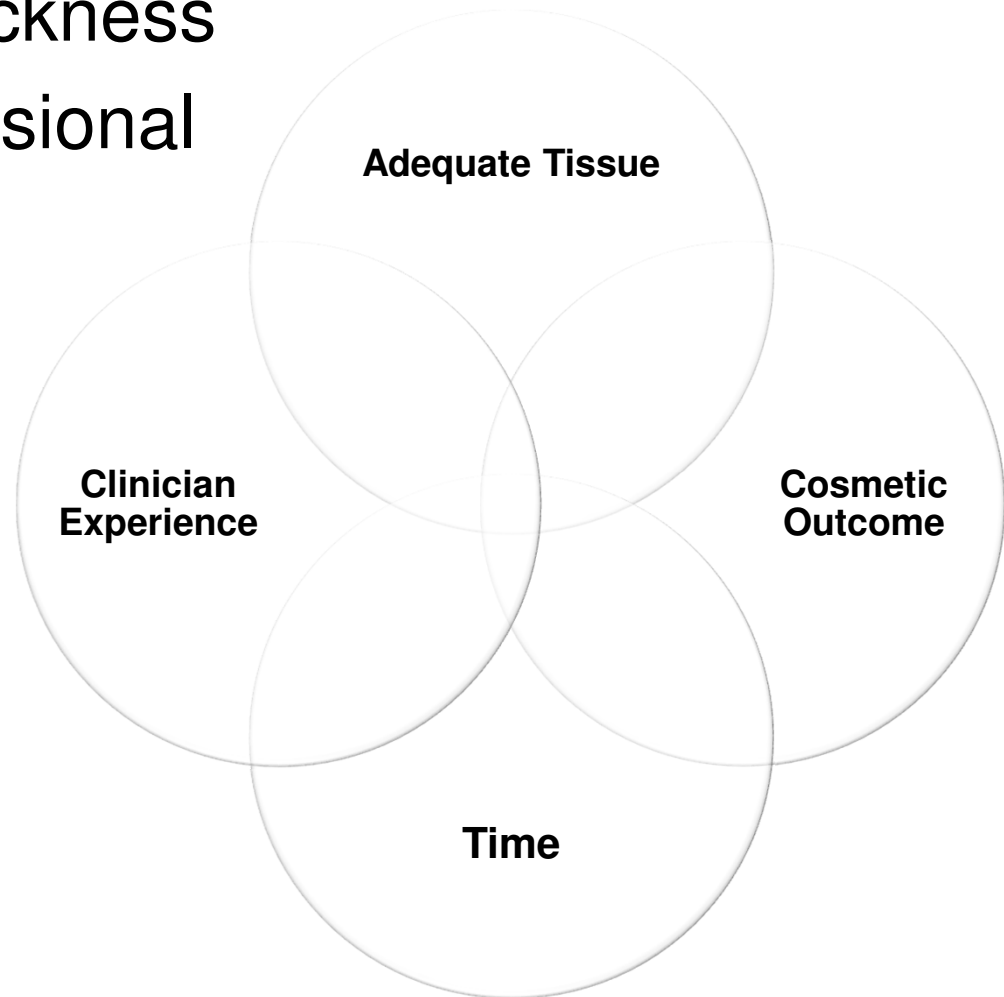 ckness
sional
Adequate Tissue
Clinician
Experience
Cosmetic
Outcome
Time